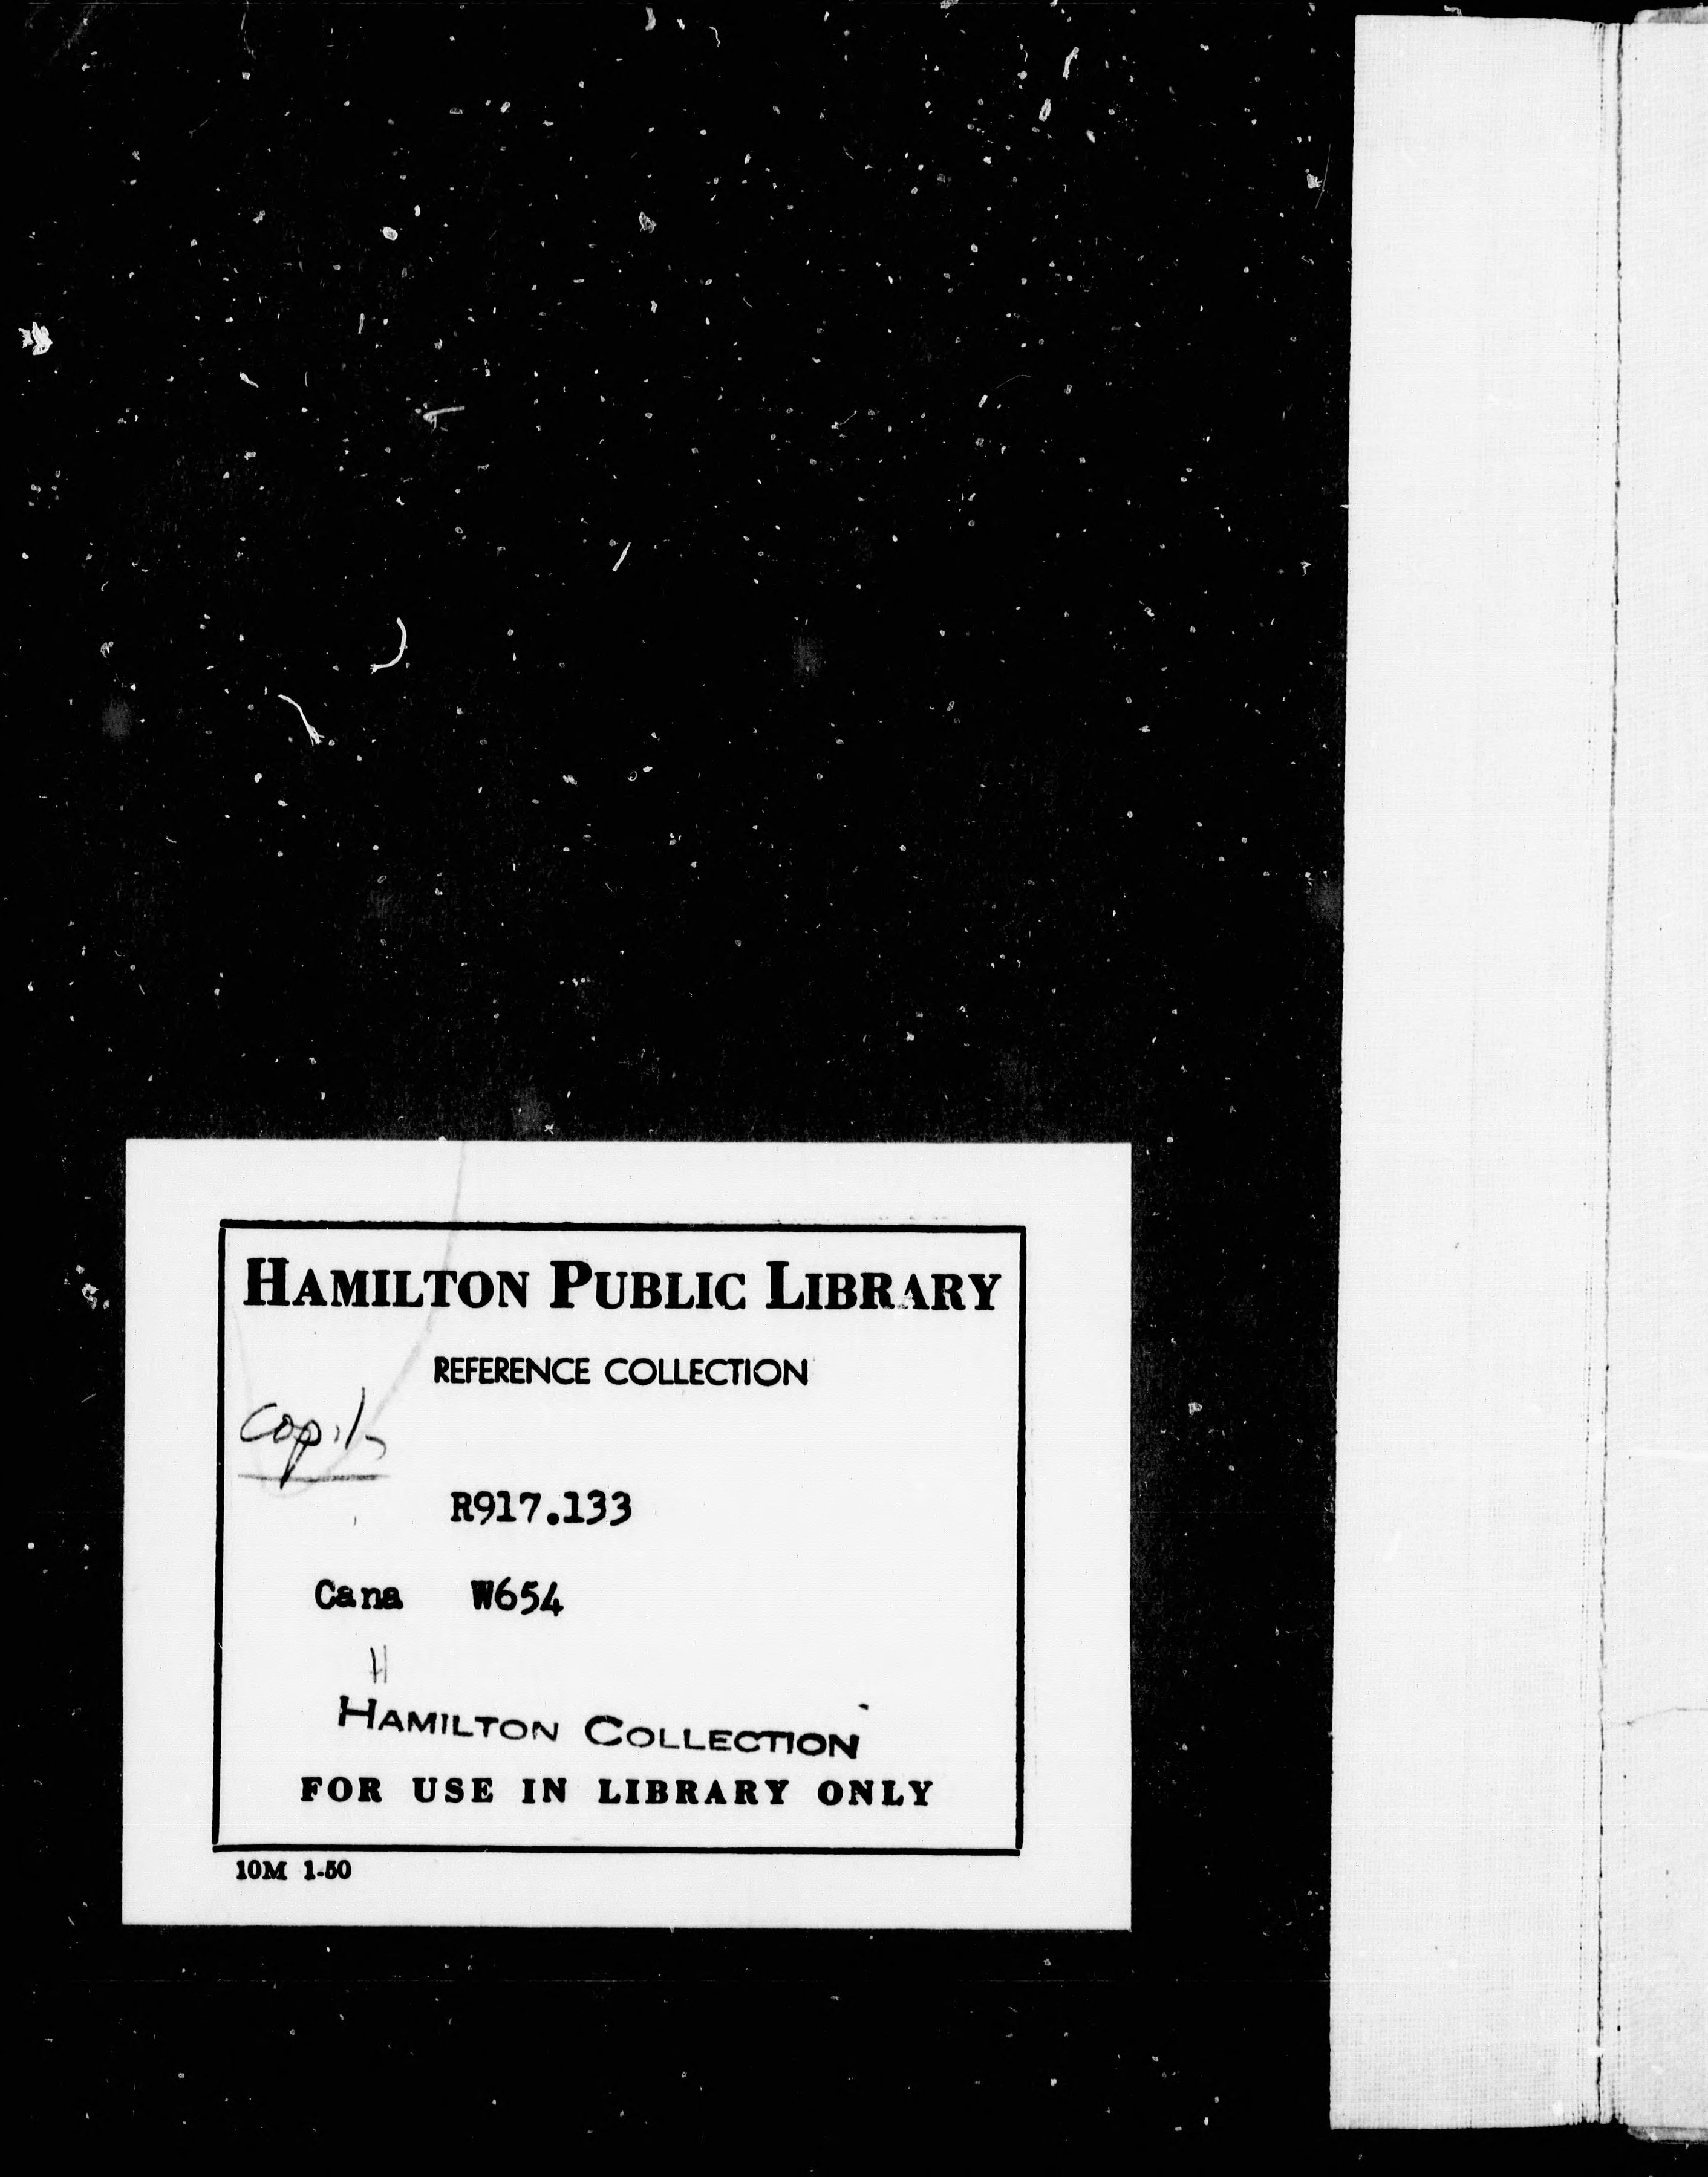 HAMILTON PUBLIC LIBRARY
REFERENCE COLLECTION
R917.133
Cana W654
H
HAMILTON COLLECTION
FOR USE IN LIBRARY ONLY
10M 1-50